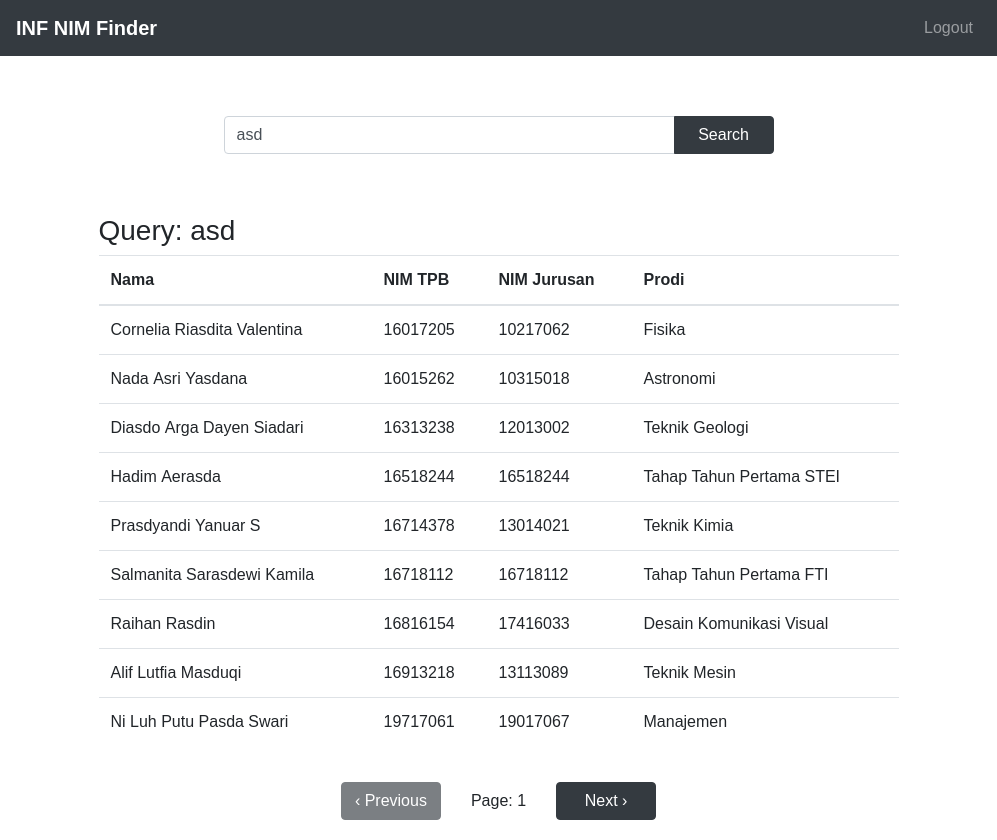 INF NIM Finder Logout
asd Search
Query: asd
Nama NIM TPB NIM Jurusan Prodi
Cornelia Riasdita Valentina 16017205 10217062 Fisika
Nada Asri Yasdana 16015262 10315018 Astronomi
Diasdo Arga Dayen Siadari 16313238 12013002 Teknik Geologi
Hadim Aerasda 16518244 16518244 Tahap Tahun Pertama STEI
Prasdyandi Yanuar S 16714378 13014021 Teknik Kimia
Salmanita Sarasdewi Kamila 16718112 16718112 Tahap Tahun Pertama FTI
Raihan Rasdin 16816154 17416033 Desain Komunikasi Visual
Alif Lutfia Masduqi 16913218 13113089 Teknik Mesin
Ni Luh Putu Pasda Swari 19717061 19017067 Manajemen
‹ Previous Page: 1 Next ›